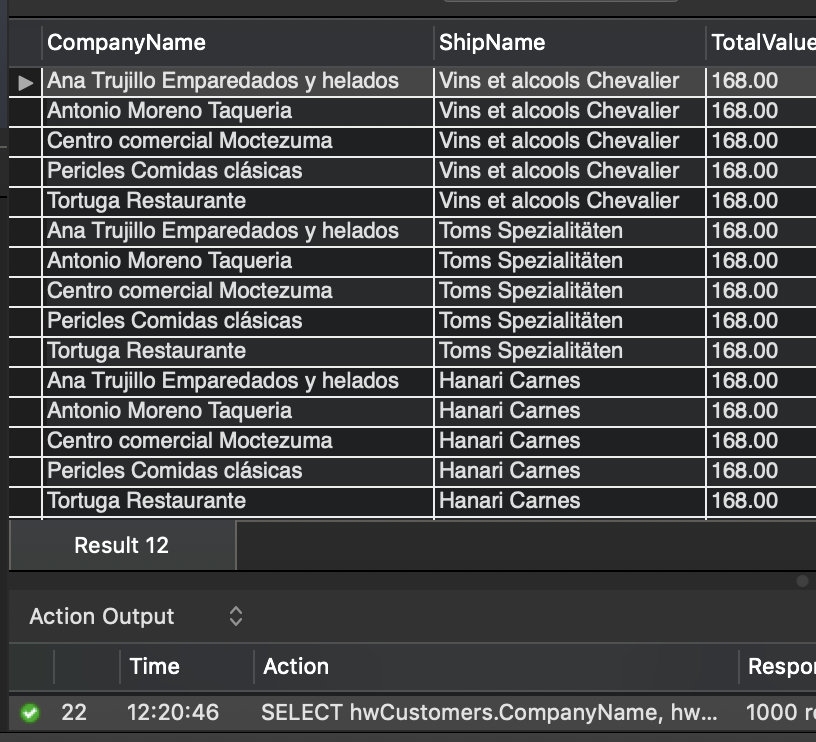 CompanyName ShipName TotalValue
Ana Trujillo Emparedados y helados Vins et alcools Chevalier 168.00
Antonio Moreno Taqueria Vins et alcools Chevalier 168.00
Centro comercial Moctezuma Vins et alcools Chevalier 168.00
Pericles Comidas clásicas Vins et alcools Chevalier 168.00
Tortuga Restaurante Vins et alcools Chevalier 168.00
Ana Trujillo Emparedados y helados Toms Spezialitäten 168.00
Antonio Moreno Taqueria Toms Spezialitäten 168.00
Centro comercial Moctezuma Toms Spezialitäten 168.00
Pericles Comidas clásicas Toms Spezialitäten 168.00
Tortuga Restaurante Toms Spezialitäten 168.00
Ana Trujillo Emparedados y helados Hanari Carnes 168.00
Antonio Moreno Taqueria Hanari Carnes 168.00
Centro comercial Moctezuma Hanari Carnes 168.00
Pericles Comidas clásicas Hanari Carnes 168.00
Tortuga Restaurante Hanari Carnes 168.00
Result 12
Action Output
Time Action Respo
22 12:20:46 SELECT hwCustomers.CompanyName, hw... 1000 r